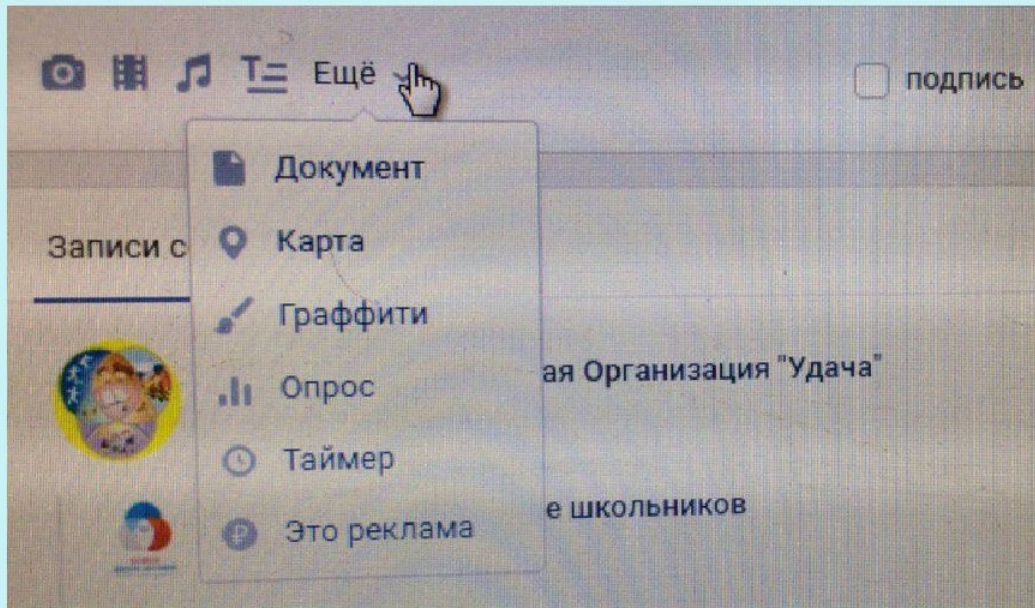 Ещё
подпись
Документ
Записи с
Карта
Граффити
Опрос
ая Организация "Удача"
Таймер
е школьников
Это реклама